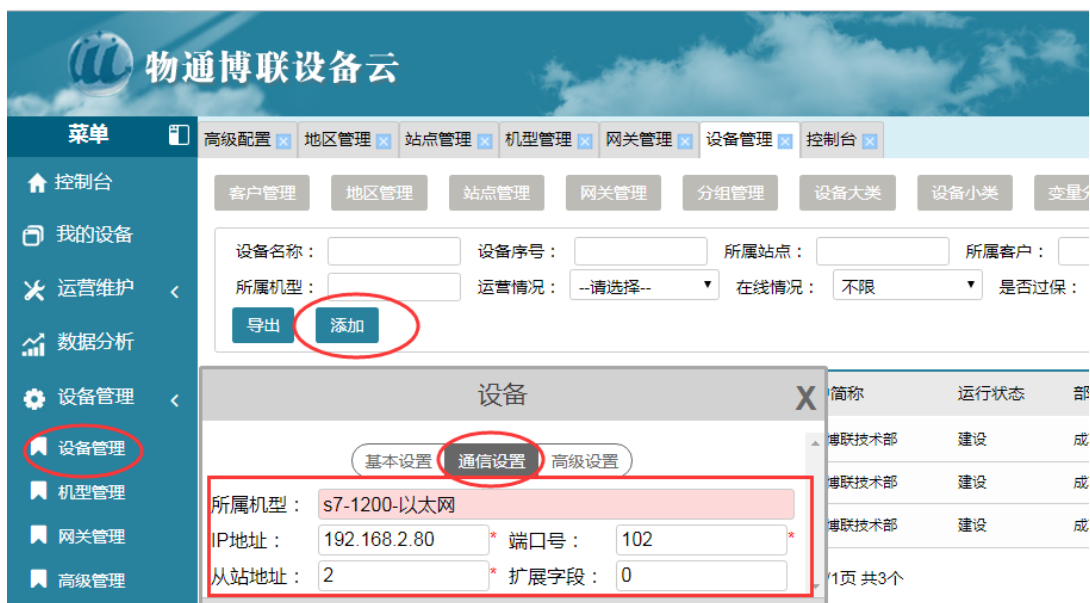 物通博联设备云
菜单
高级配置 地区管理 站点管理 机型管理 网关管理 设备管理 控制台
控制台
我的设备
运营维护
数据分析
设备管理
设备管理
机型管理
网关管理
高级管理
客户管理 地区管理 站点管理 网关管理 分组管理 设备大类 设备小类 变量分
设备名称： 设备序号： 所属站点： 所属客户：
所属机型： 运营情况： --请选择-- 在线情况： 不限 是否过保：
导出 添加
设备 X
简称 运行状态 部
基本设置 通信设置 高级设置
博联技术部 建设 成
博联技术部 建设 成
博联技术部 建设 成
所属机型： s7-1200-以太网
IP地址： 192.168.2.80 * 端口号： 102 *
从站地址： 2 * 扩展字段： 0
/1页 共3个